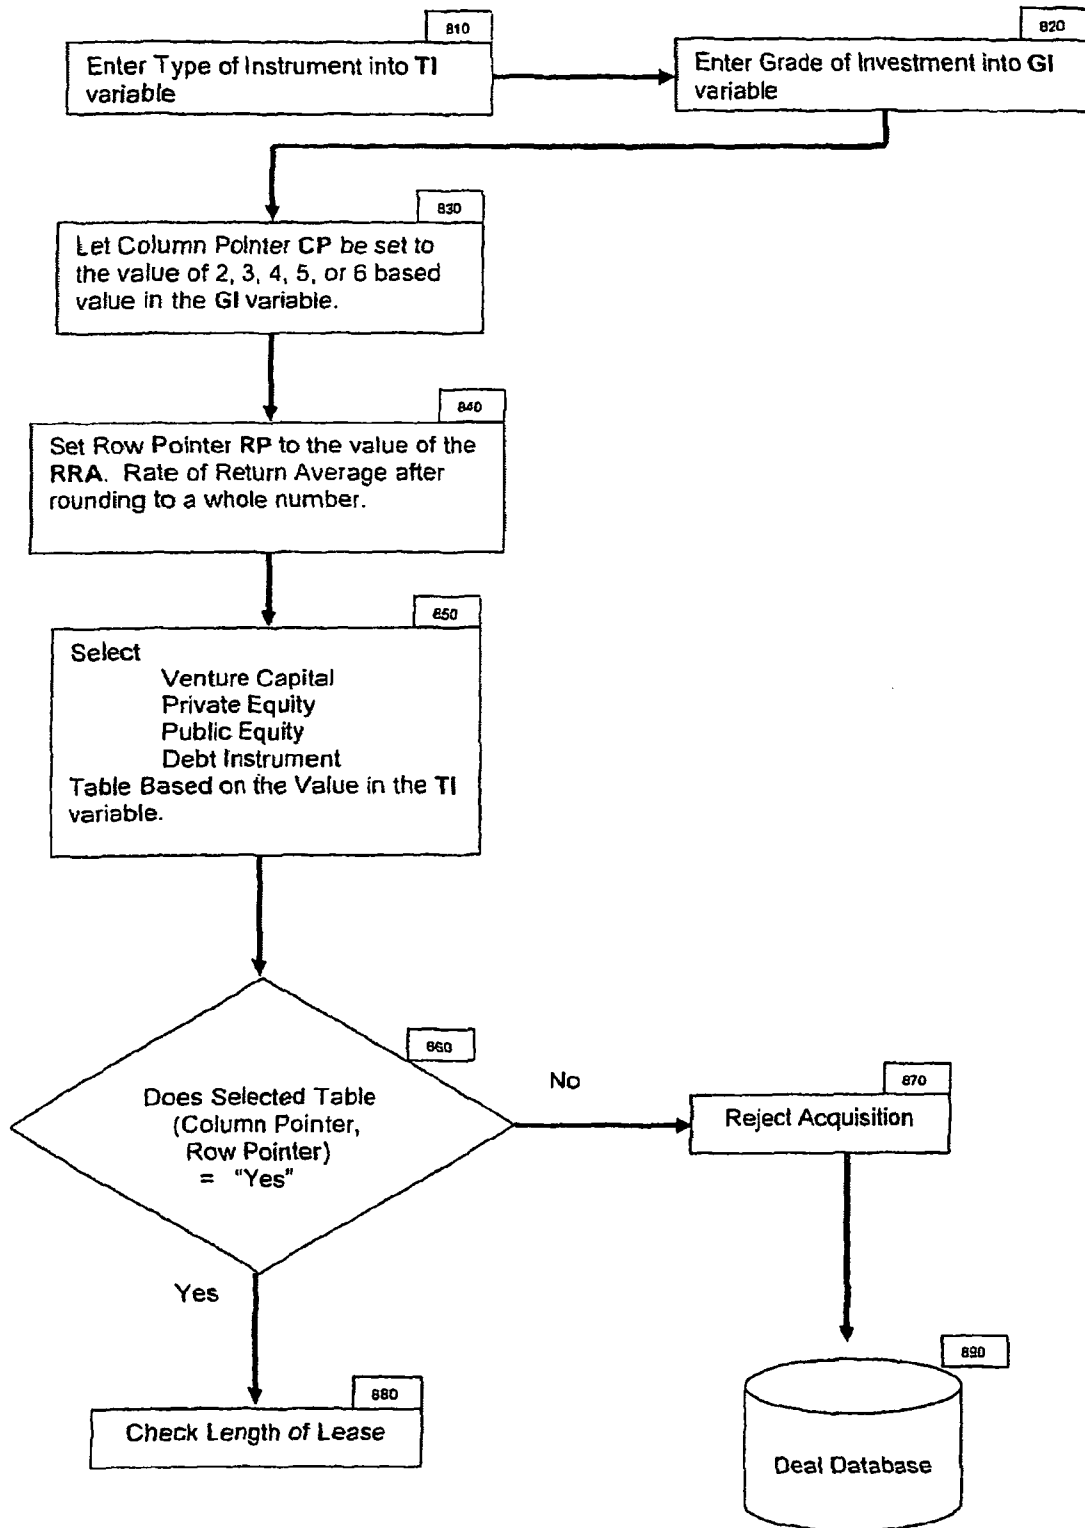 810
Enter Type of Instrument into TI
variable
820
Enter Grade of Investment into GI
variable
830
Let Column Pointer CP be set to
the value of 2, 3, 4, 5, or 6 based
value in the GI variable.
840
Set Row Pointer RP to the value of the
RRA. Rate of Return Average after
rounding to a whole number.
850
Select
Venture Capital
Private Equity
Public Equity
Debt Instrument
Table Based on the Value in the TI
variable.
860
Does Selected Table
(Column Pointer,
Row Pointer)
= "Yes"
No
870
Reject Acquisition
Yes
880
Check Length of Lease
890
Deal Database